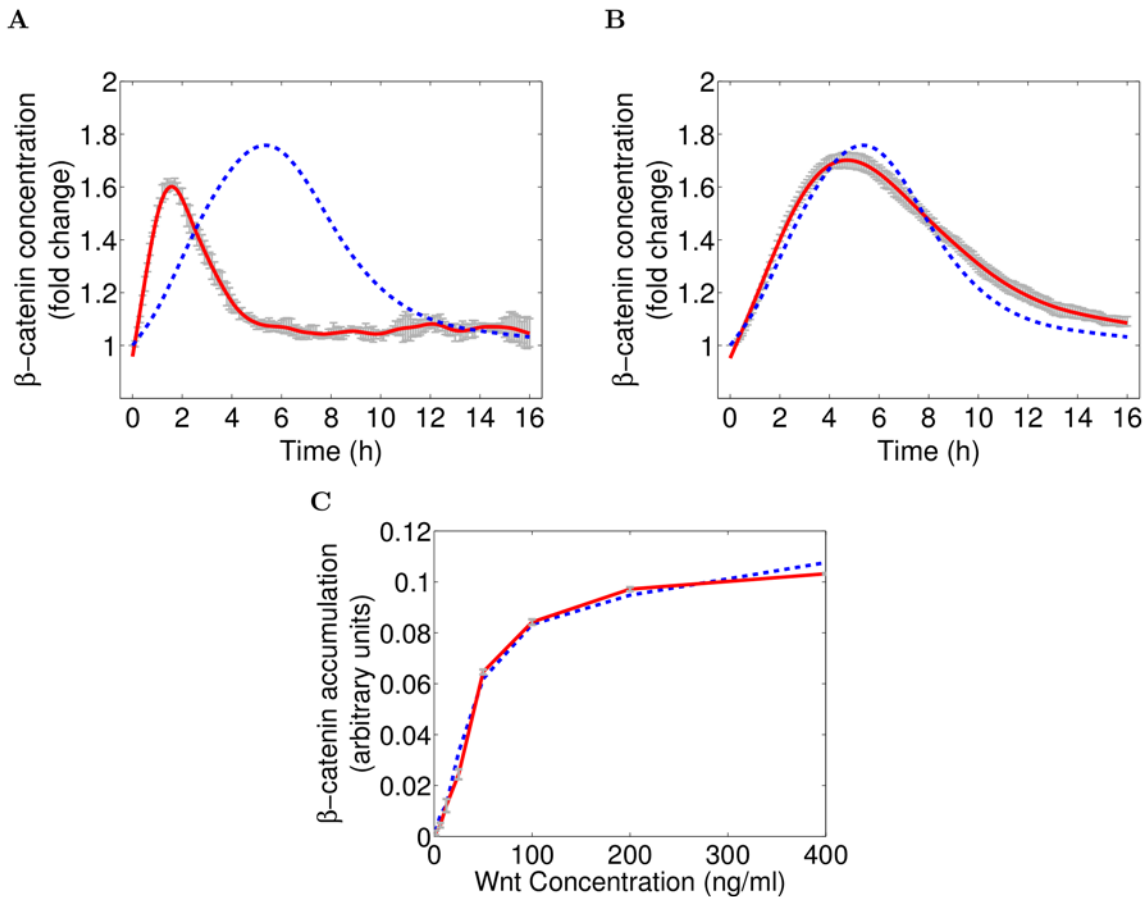 A
β−catenin concentration
(fold change)
2
1.8
1.6
1.4
1.2
1
0 2 4 6 8 10 12 14 16
Time (h)
B
β−catenin concentration
(fold change)
2
1.8
1.6
1.4
1.2
1
0 2 4 6 8 10 12 14 16
Time (h)
C
β−catenin accumulation
(arbitrary units)
0.12
0.1
0.08
0.06
0.04
0.02
0
0 100 200 300 400
Wnt Concentration (ng/ml)